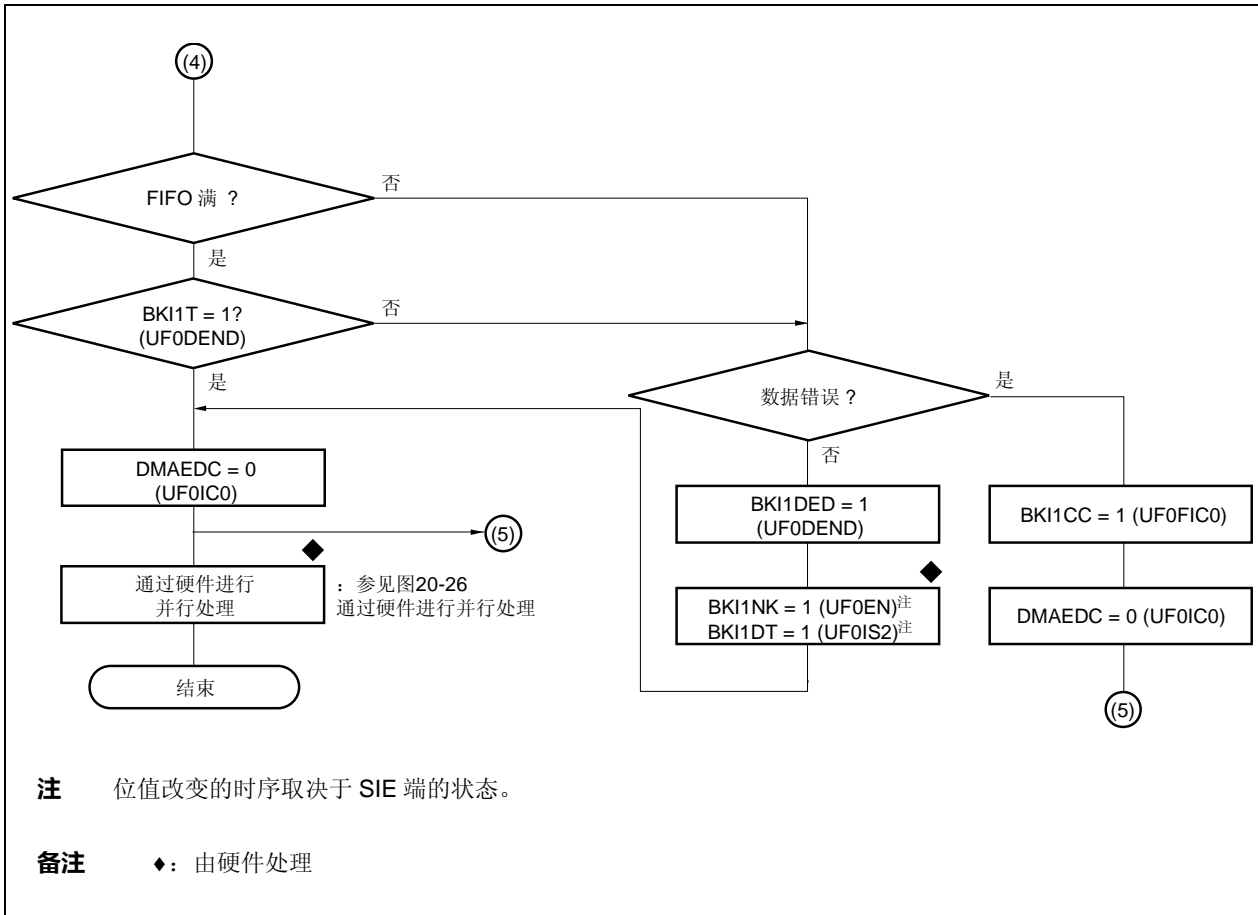 (4)
FIFO 满 ?
否
是
BKI1T = 1?
(UF0DEND)
否
是
数据错误 ?
是
否
DMAEDC = 0
(UF0IC0)
(5)
BKI1DED = 1
(UF0DEND)
BKI1CC = 1 (UF0FIC0)
◆
通过硬件进行
并行处理
：参见图20-26
通过硬件进行并行处理
◆
BKI1NK = 1 (UF0EN)注
BKI1DT = 1 (UF0IS2)注
DMAEDC = 0 (UF0IC0)
结束
(5)
注 位值改变的时序取决于 SIE 端的状态。
备注 ♦：由硬件处理